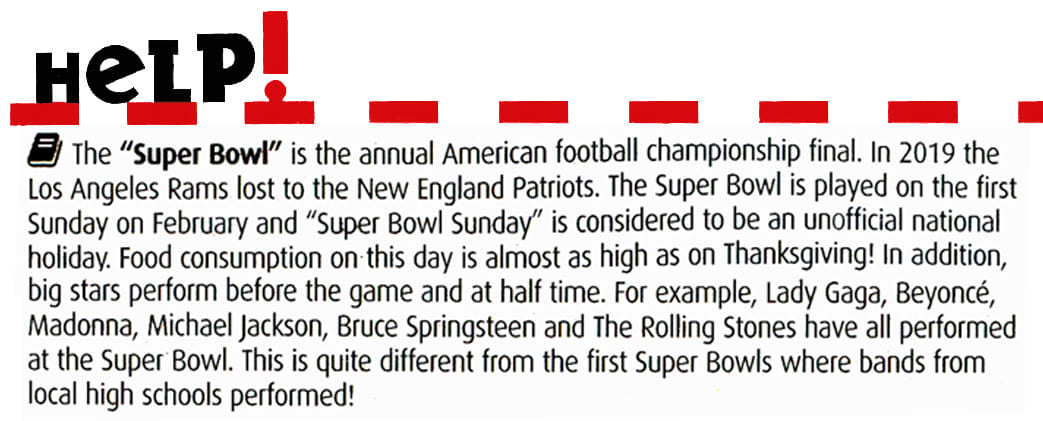 HeLP!
The “Super Bowl” is the annual American football championship final. In 2019 the
Los Angeles Rams lost to the New England Patriots. The Super Bowl is played on the first
Sunday on February and “Super Bowl Sunday” is considered to be an unofficial national
holiday. Food consumption on this day is almost as high as on Thanksgiving! In addition,
big stars perform before the game and at half time. For example, Lady Gaga, Beyoncé,
Madonna, Michael Jackson, Bruce Springsteen and The Rolling Stones have all performed
at the Super Bowl. This is quite different from the first Super Bowls where bands from
local high schools performed!